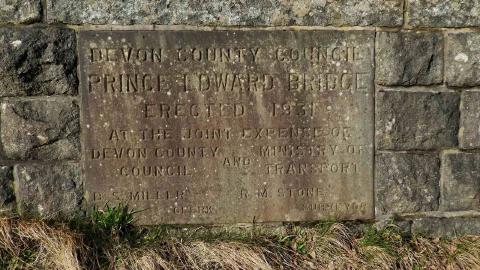 DEVON COUNTY COUNCIL
PRINCE EDWARD BRIDGE
ERECTED 1931
AT THE JOINT EXPENSE OF
DEVON COUNTY COUNCIL AND MINISTRY OF TRANSPORT
R. M. STONE
CLERK SURVEYOR